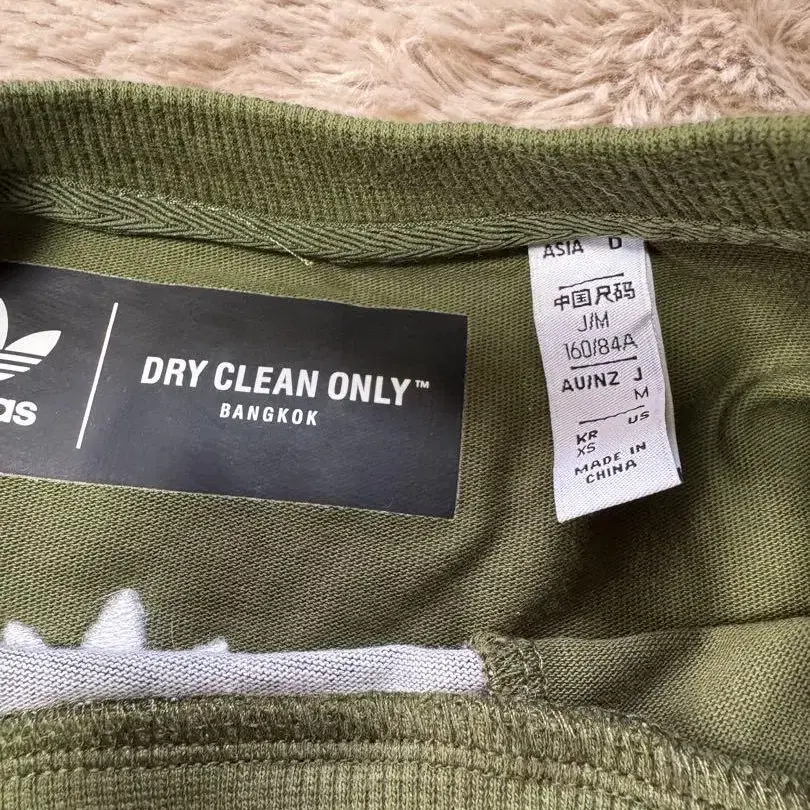 as
DRY CLEAN ONLY™
BANGKOK
ASIA D
中国尺码
J/M
160/84A
AU/NZ J
M
KR US
XS
MADE IN
CHINA